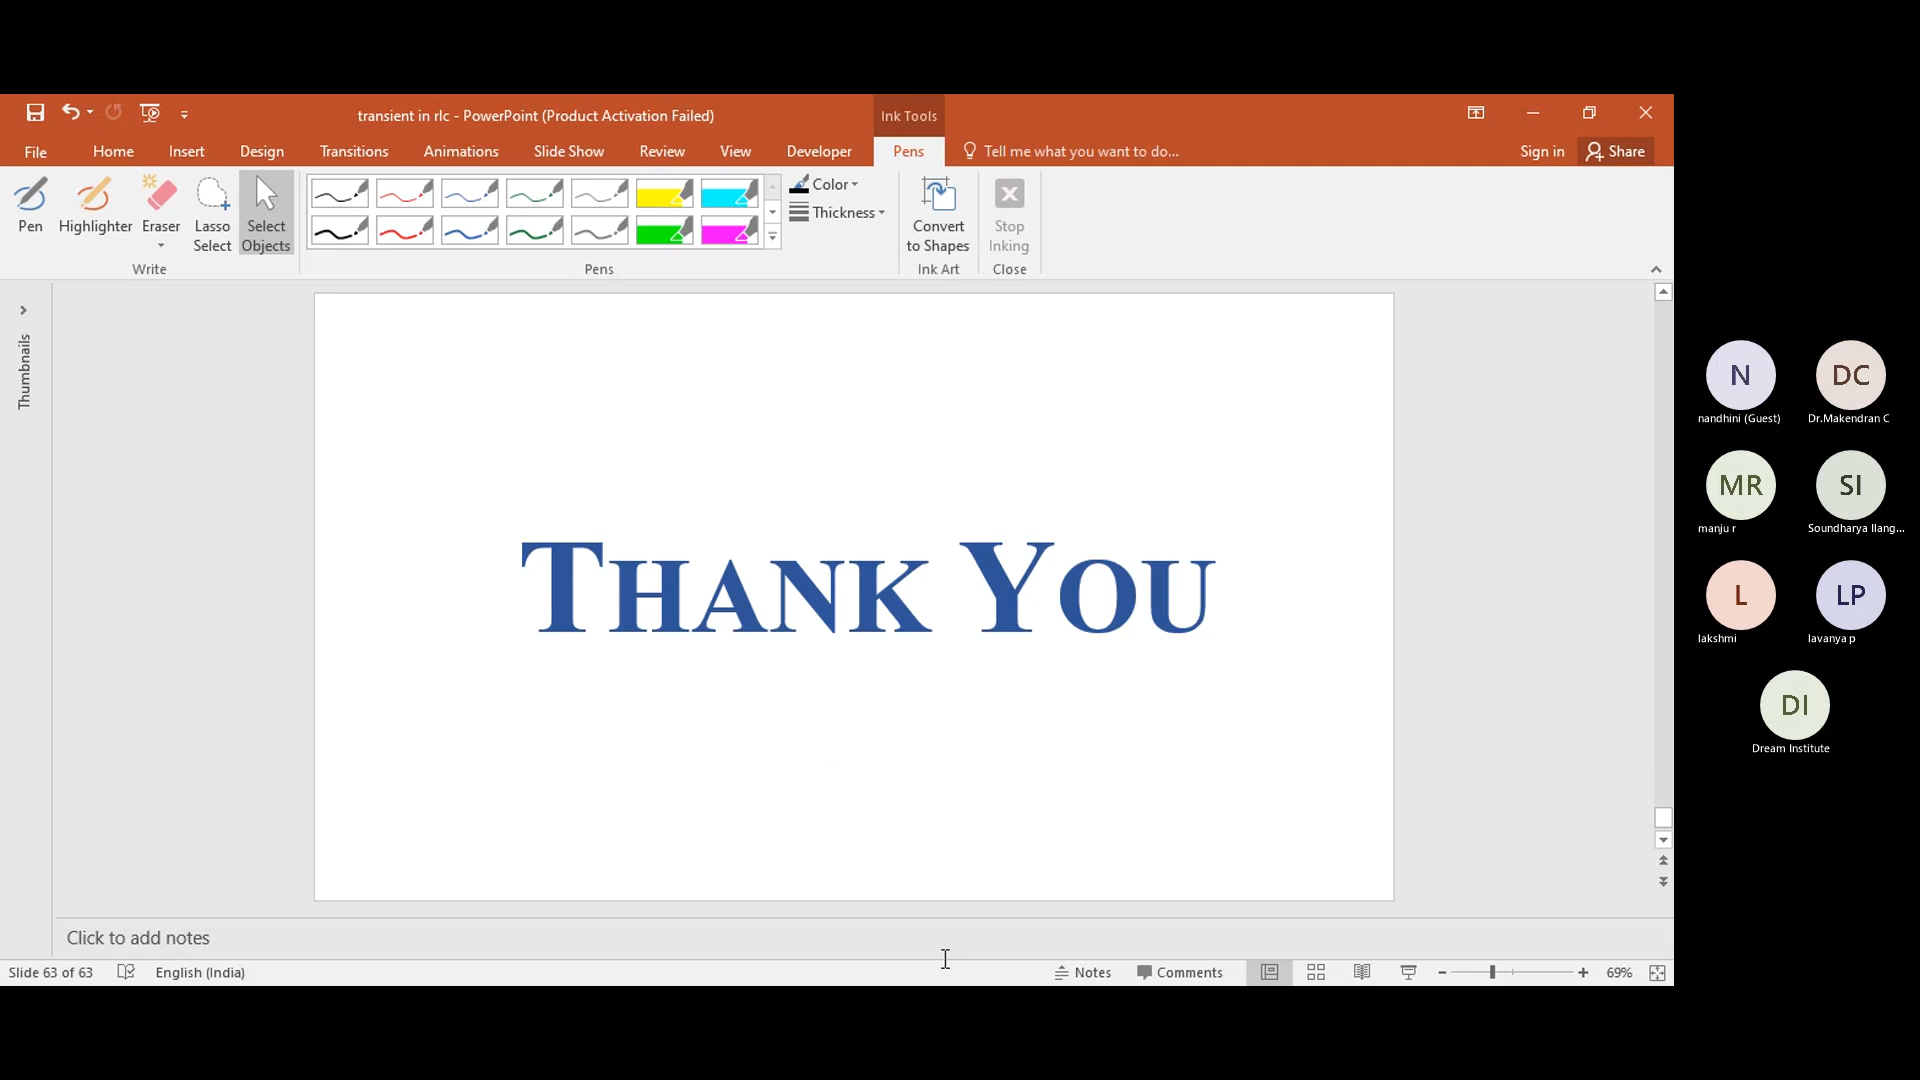 transient in rlc - PowerPoint (Product Activation Failed)
Ink Tools
File Home Insert Design Transitions Animations Slide Show Review View Developer Pens Tell me what you want to do... Sign in Share
Pen
Highlighter
Eraser
Lasso
Select
Select
Objects
Write
Pens
Color
Thickness
Convert
to Shapes
Ink Art
Stop
Inking
Close
Thumbnails
THANK YOU
Click to add notes
Slide 63 of 63 English (India) Notes Comments 69%
N
nandhini (Guest)
DC
Dr.Makendran C
MR
manju r
SI
Soundharya Ilang...
L
lakshmi
LP
lavanya p
DI
Dream Institute